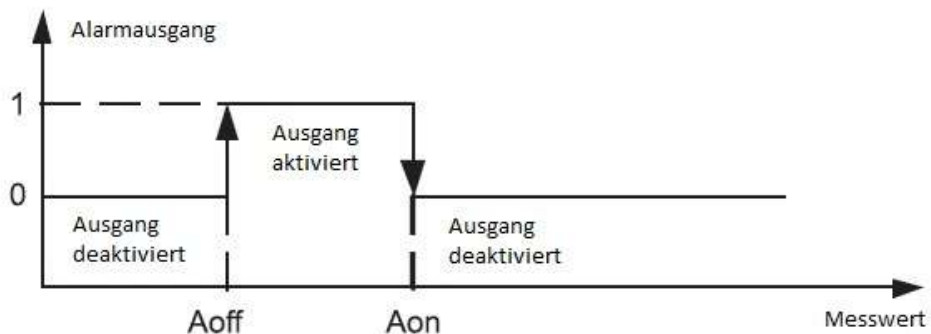 Alarmausgang
1
Ausgang
aktiviert
0
Ausgang
deaktiviert
Ausgang
deaktiviert
Aoff
Aon
Messwert